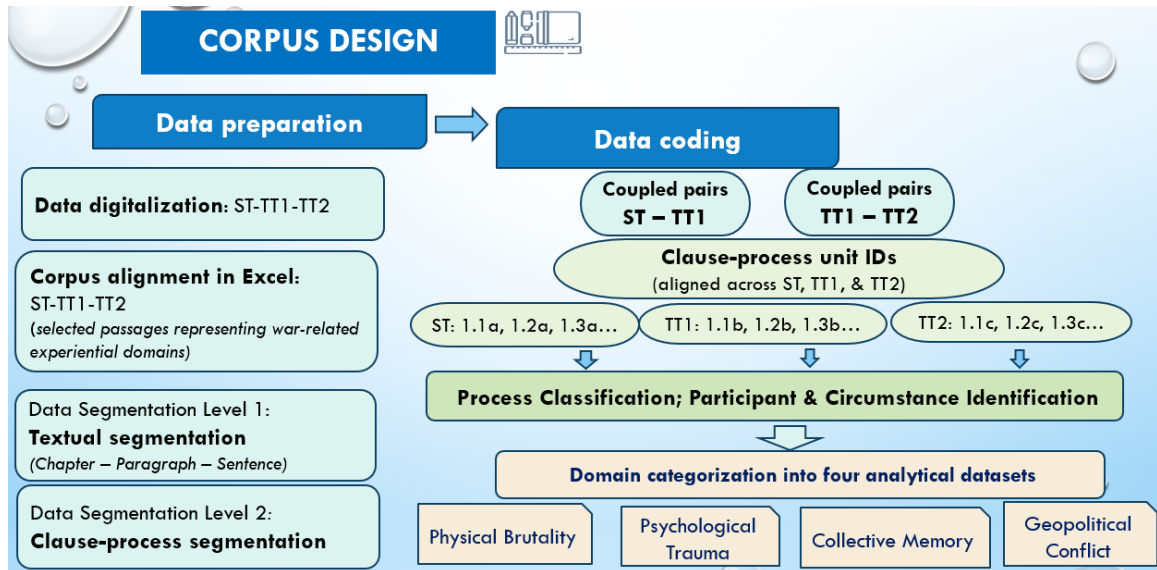 CORPUS DESIGN
Data preparation
Data digitalization: ST-TT1-TT2
Corpus alignment in Excel:
ST-TT1-TT2
(selected passages representing war-related
experiential domains)
Data Segmentation Level 1:
Textual segmentation
(Chapter – Paragraph – Sentence)
Data Segmentation Level 2:
Clause-process segmentation
Data coding
Coupled pairs
ST – TT1
Coupled pairs
TT1 – TT2
Clause-process unit IDs
(aligned across ST, TT1, & TT2)
ST: 1.1a, 1.2a, 1.3a...
TT1: 1.1b, 1.2b, 1.3b...
TT2: 1.1c, 1.2c, 1.3c...
Process Classification; Participant & Circumstance Identification
Domain categorization into four analytical datasets
Physical Brutality
Psychological
Trauma
Collective Memory
Geopolitical
Conflict